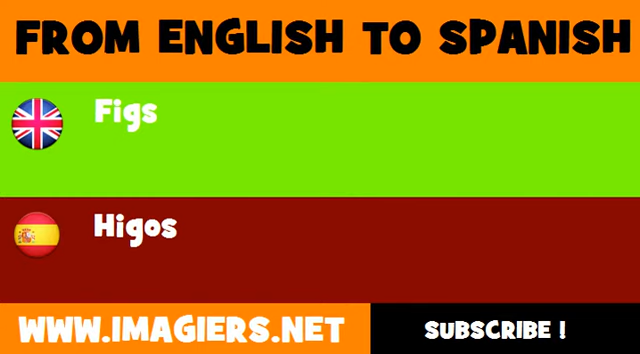 FROM ENGLISH TO SPANISH
Figs
Higos
WWW.IMAGIERS.NET
SUBSCRIBE !